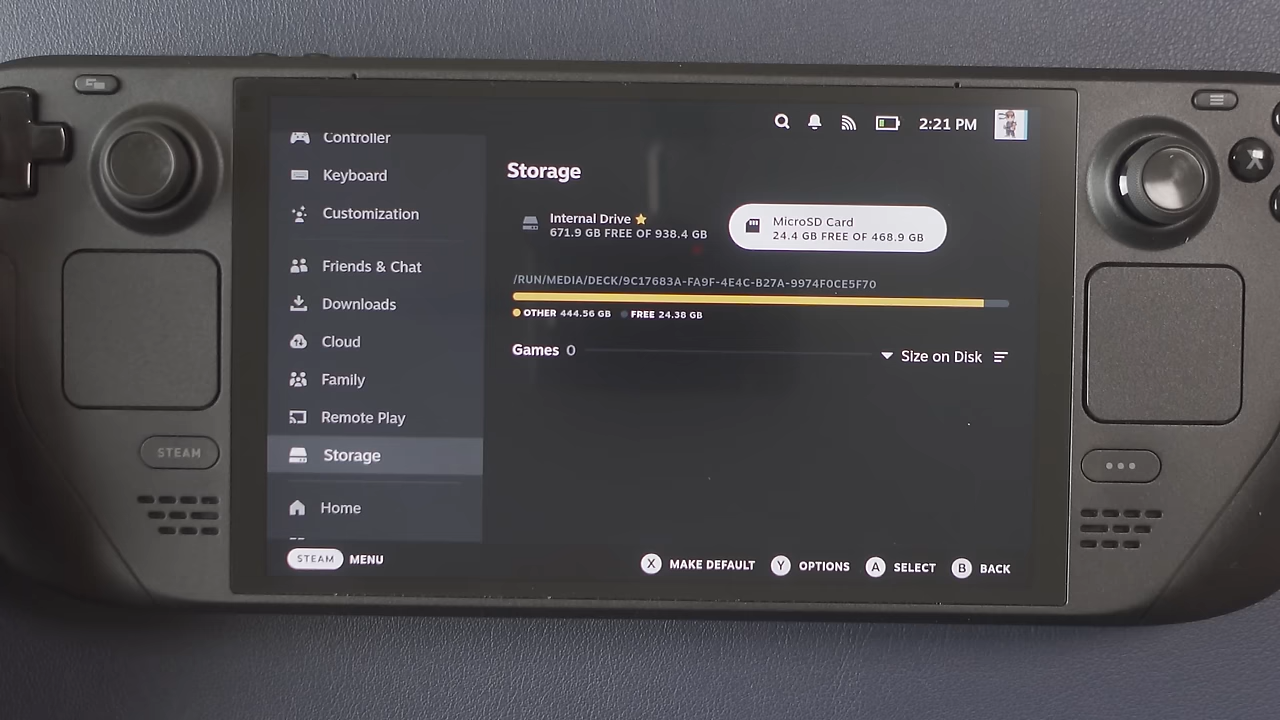 2:21 PM
Controller
Keyboard
Customization
Friends & Chat
Downloads
Cloud
Family
Remote Play
Storage
Home
Storage
Internal Drive
671.9 GB FREE OF 938.4 GB
MicroSD Card
24.4 GB FREE OF 468.9 GB
/RUN/MEDIA/DECK/9C17683A-FA9F-4E4C-B27A-9974F0CE5F70
OTHER 444.56 GB FREE 24.38 GB
Games 0
Size on Disk
STEAM MENU
X MAKE DEFAULT Y OPTIONS A SELECT B BACK
STEAM
X